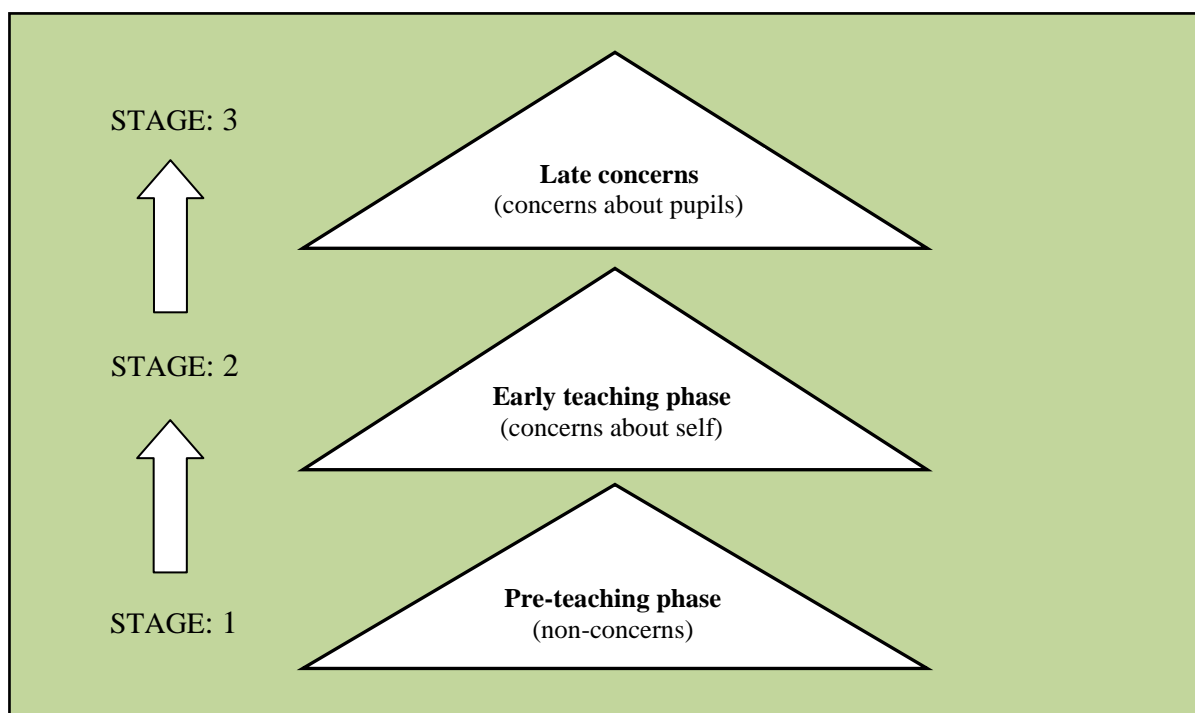 STAGE: 3
Late concerns
(concerns about pupils)
STAGE: 2
Early teaching phase
(concerns about self)
Pre-teaching phase
(non-concerns)
STAGE: 1